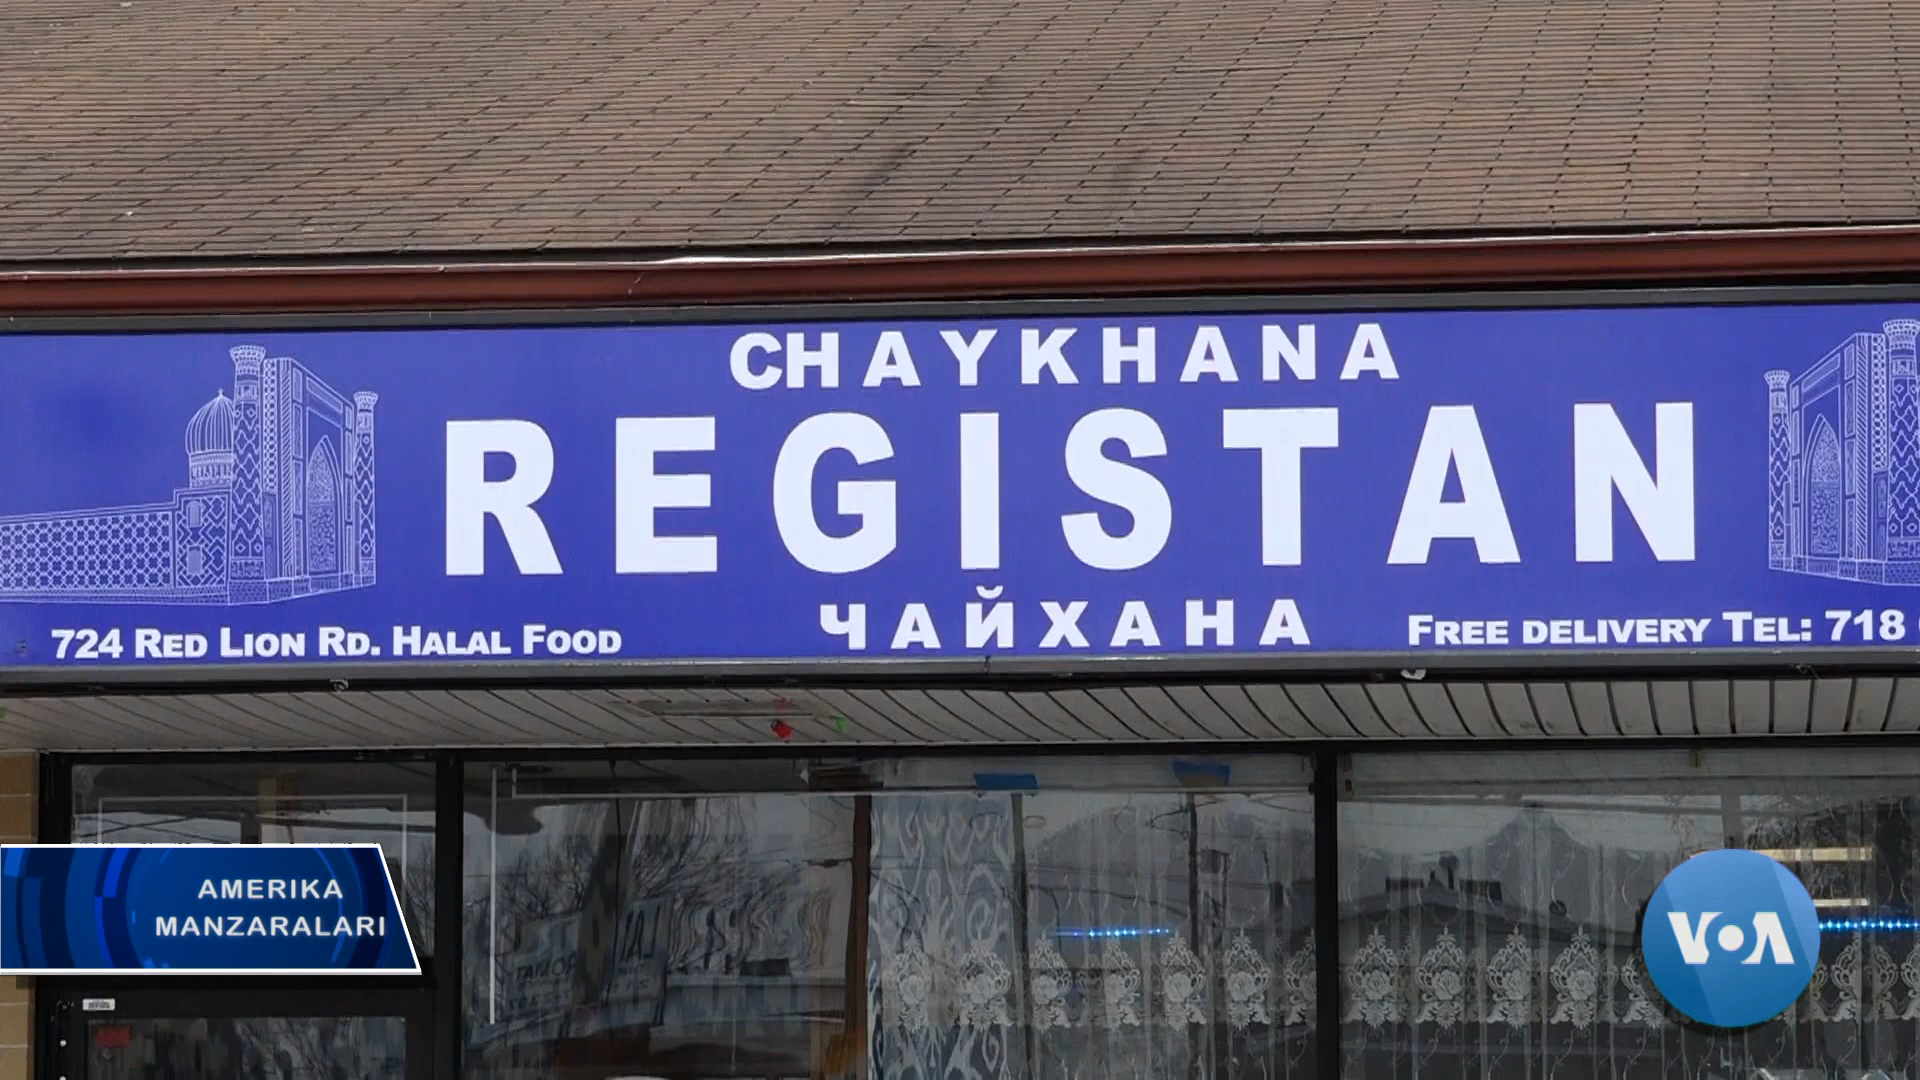 CHAYKHANA
REGISTAN
ЧАЙХАНА
724 RED LION RD. HALAL FOOD
FREE DELIVERY TEL: 718
AMERIKA
MANZARALARI
VOA